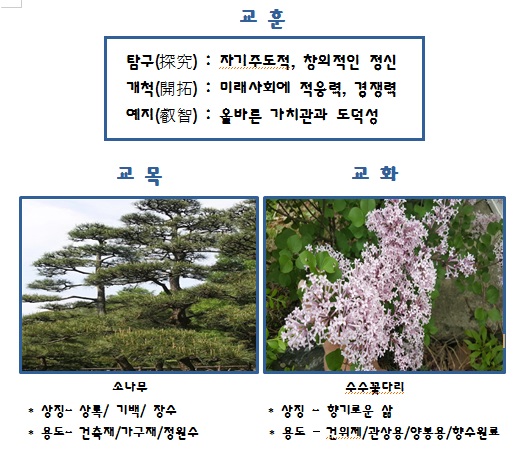 교 훈
탐구(探究) : 자기주도적, 창의적인 정신
개척(開拓) : 미래사회에 적응력, 경쟁력
예지(叡智) : 올바른 가치관과 도덕성
교 목
교 화
소나무
* 상징- 상록/ 기백/ 장수
* 용도- 건축재/가구재/정원수
수수꽃다리
* 상징 - 향기로운 삶
* 용도 - 건위제/관상용/양봉용/향수원료